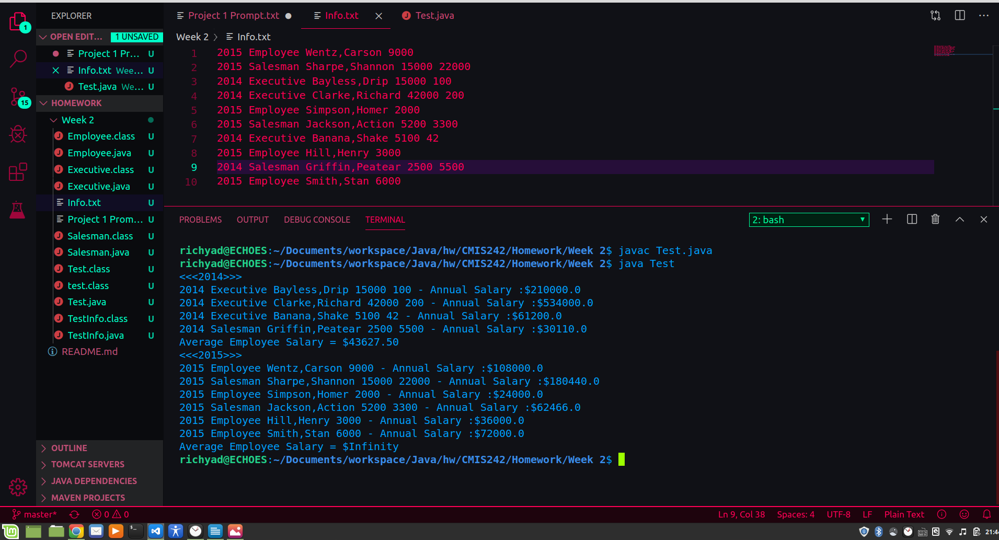 EXPLORER
OPEN EDIT... 1 UNSAVED
Project 1 Pr... U
Info.txt Wee... U
Test.java We... U
HOMEWORK
Week 2
Employee.class U
Employee.java U
Executive.class U
Executive.java U
Info.txt U
Project 1 Prom... U
Salesman.class U
Salesman.java U
Test.class U
test.class U
Test.java U
TestInfo.class U
TestInfo.java U
README.md
OUTLINE
TOMCAT SERVERS
JAVA DEPENDENCIES
MAVEN PROJECTS
1
15
Project 1 Prompt.txt Info.txt Test.java
Week 2 > Info.txt
1 2015 Employee Wentz,Carson 9000
2 2015 Salesman Sharpe,Shannon 15000 22000
3 2014 Executive Bayless,Drip 15000 100
4 2014 Executive Clarke,Richard 42000 200
5 2015 Employee Simpson,Homer 2000
6 2015 Salesman Jackson,Action 5200 3300
7 2014 Executive Banana,Shake 5100 42
8 2015 Employee Hill,Henry 3000
9 2014 Salesman Griffin,Peatear 2500 5500
10 2015 Employee Smith,Stan 6000
PROBLEMS OUTPUT DEBUG CONSOLE TERMINAL 2: bash
richyad@ECHOES:~/Documents/workspace/Java/hw/CMIS242/Homework/Week 2$ javac Test.java
richyad@ECHOES:~/Documents/workspace/Java/hw/CMIS242/Homework/Week 2$ java Test
<<<2014>>>
2014 Executive Bayless,Drip 15000 100 - Annual Salary :$210000.0
2014 Executive Clarke,Richard 42000 200 - Annual Salary :$534000.0
2014 Executive Banana,Shake 5100 42 - Annual Salary :$61200.0
2014 Salesman Griffin,Peatear 2500 5500 - Annual Salary :$30110.0
Average Employee Salary = $43627.50
<<<2015>>>
2015 Employee Wentz,Carson 9000 - Annual Salary :$108000.0
2015 Salesman Sharpe,Shannon 15000 22000 - Annual Salary :$180440.0
2015 Employee Simpson,Homer 2000 - Annual Salary :$24000.0
2015 Salesman Jackson,Action 5200 3300 - Annual Salary :$62466.0
2015 Employee Hill,Henry 3000 - Annual Salary :$36000.0
2015 Employee Smith,Stan 6000 - Annual Salary :$72000.0
Average Employee Salary = $Infinity
richyad@ECHOES:~/Documents/workspace/Java/hw/CMIS242/Homework/Week 2$
master* 0 0 Ln 9, Col 38 Spaces: 4 UTF-8 LF Plain Text